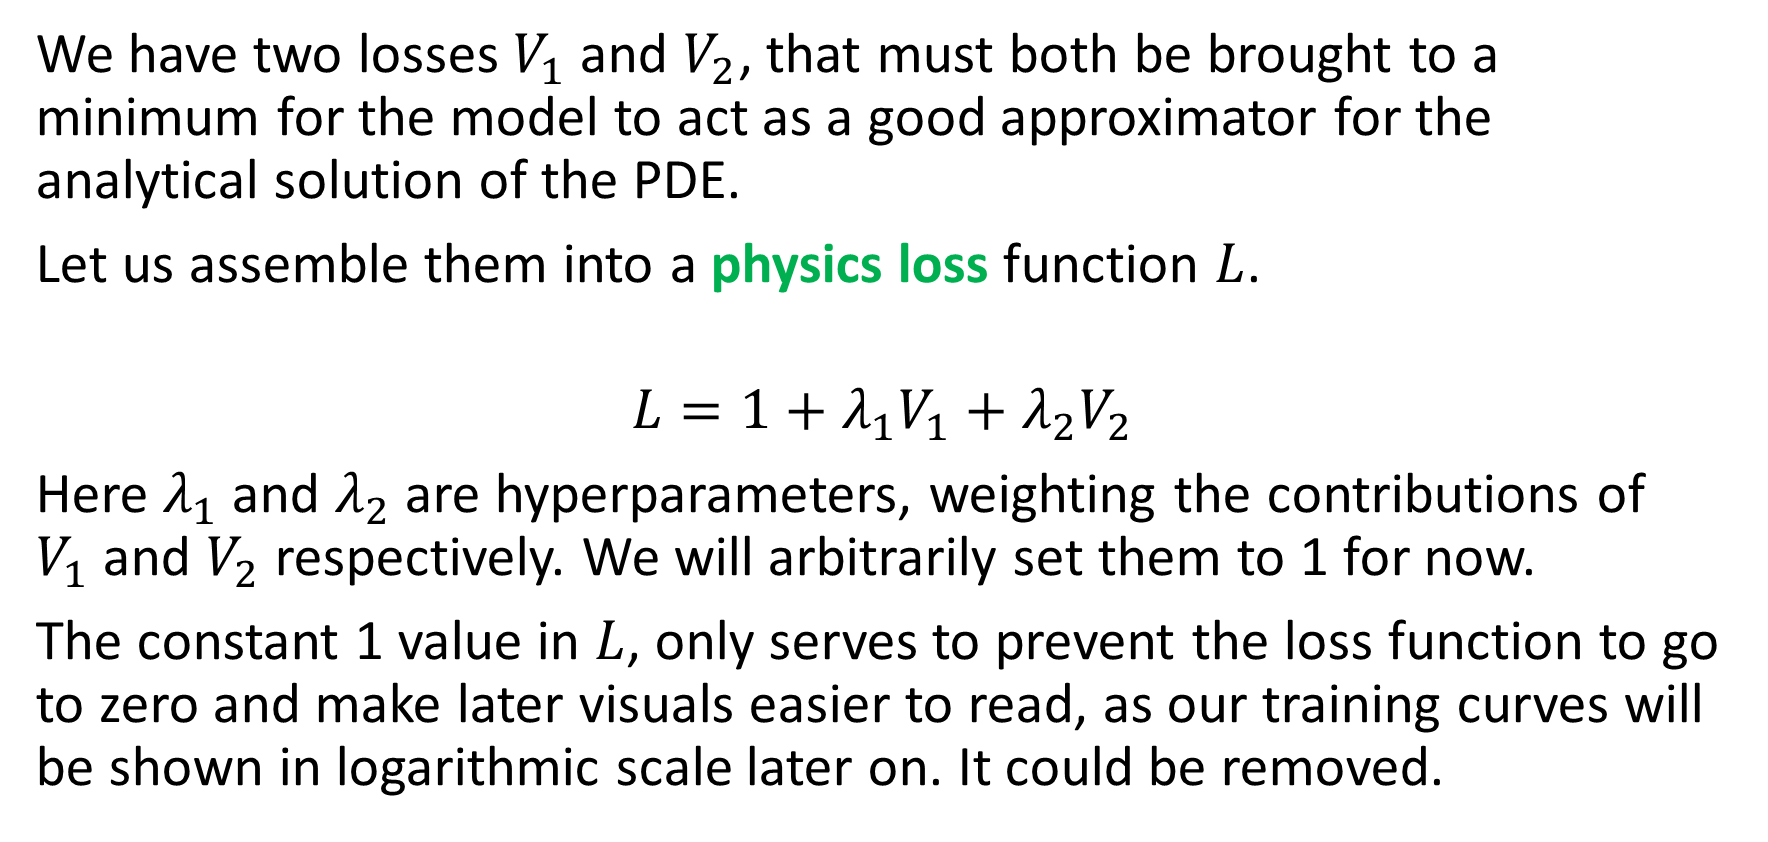 We have two losses V₁ and V₂, that must both be brought to a
minimum for the model to act as a good approximator for the
analytical solution of the PDE.
Let us assemble them into a physics loss function L.
L = 1 + λ₁V₁ + λ₂V₂
Here λ₁ and λ₂ are hyperparameters, weighting the contributions of
V₁ and V₂ respectively. We will arbitrarily set them to 1 for now.
The constant 1 value in L, only serves to prevent the loss function to go
to zero and make later visuals easier to read, as our training curves will
be shown in logarithmic scale later on. It could be removed.